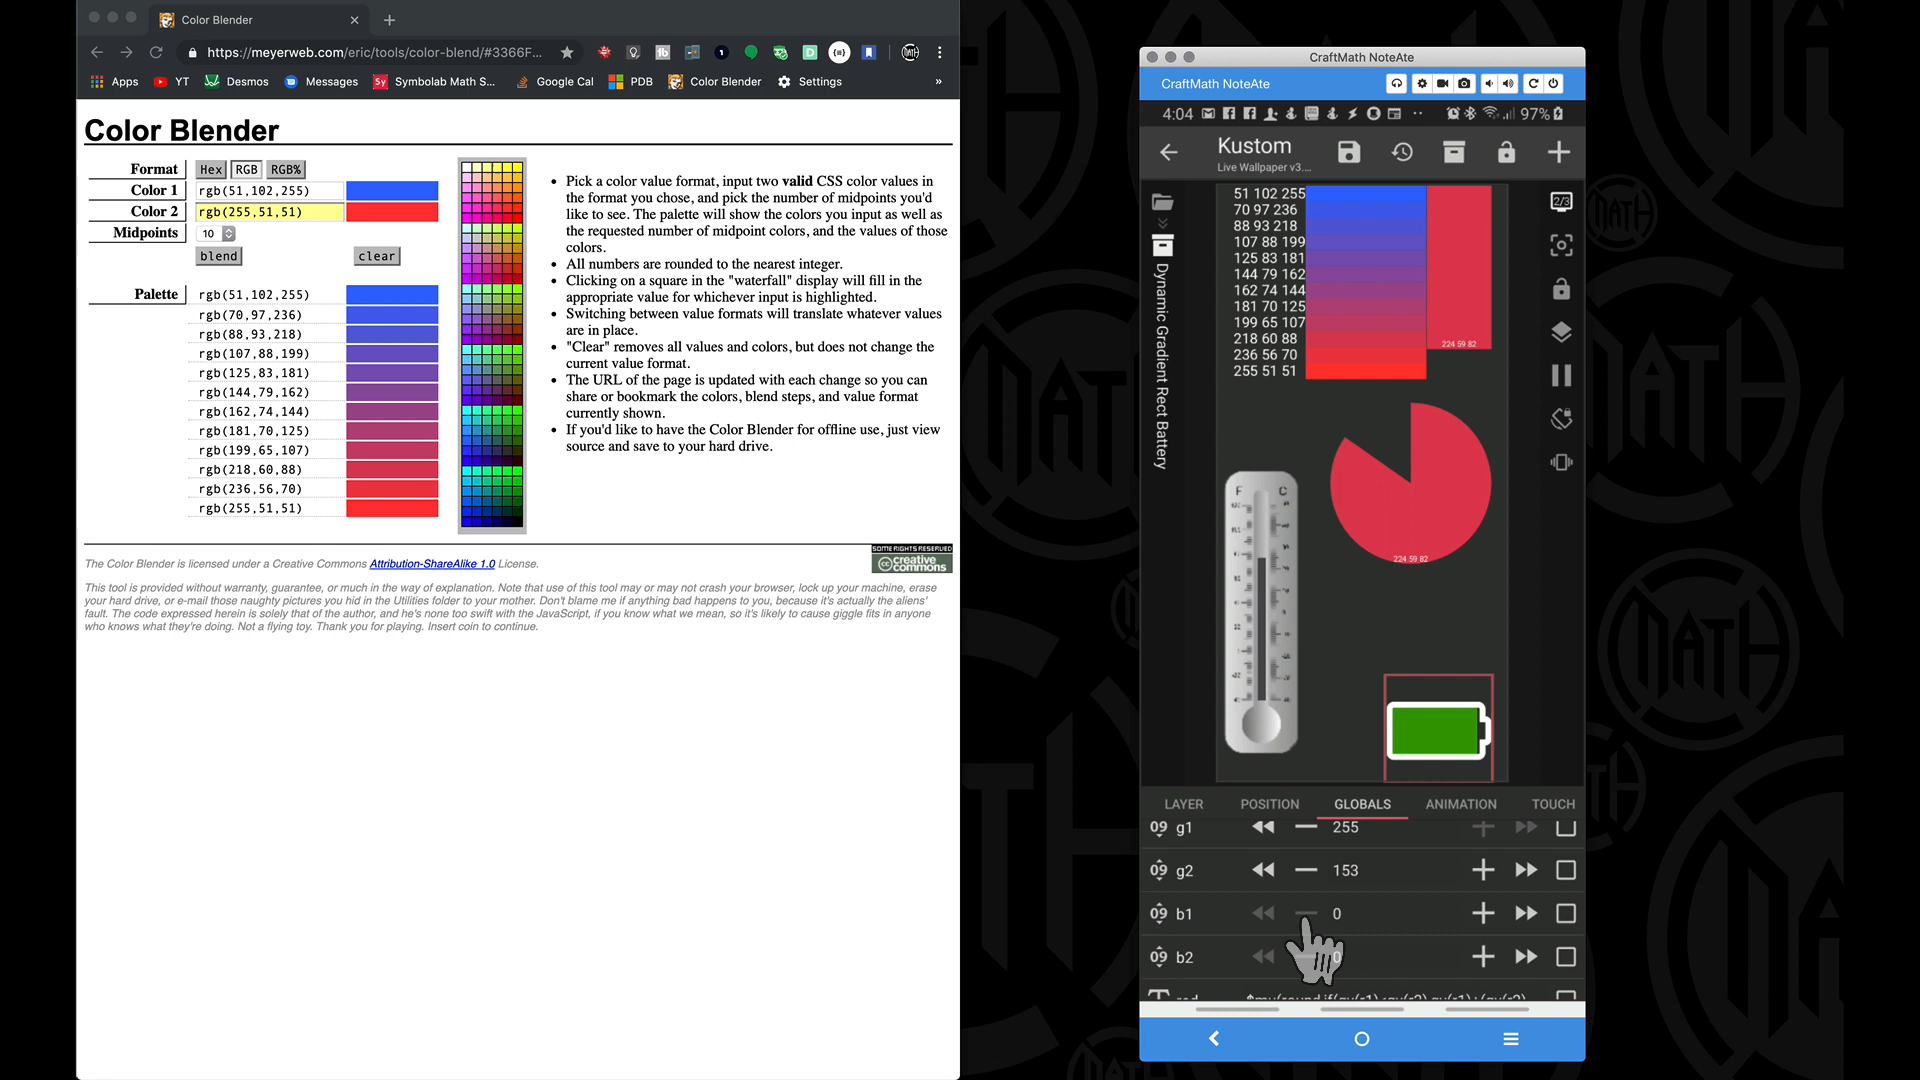 Color Blender
https://meyerweb.com/eric/tools/color-blend/#3366F...
Apps YT Desmos Messages Symbolab Math S... Google Cal PDB Color Blender Settings »
Color Blender
Format Hex RGB RGB%
Color 1 rgb(51,102,255)
Color 2 rgb(255,51,51)
Midpoints 10
blend clear
Palette rgb(51,102,255)
rgb(70,97,236)
rgb(88,93,218)
rgb(107,88,199)
rgb(125,83,181)
rgb(144,79,162)
rgb(162,74,144)
rgb(181,70,125)
rgb(199,65,107)
rgb(218,60,88)
rgb(236,56,70)
rgb(255,51,51)
• Pick a color value format, input two valid CSS color values in
the format you chose, and pick the number of midpoints you'd
like to see. The palette will show the colors you input as well as
the requested number of midpoint colors, and the values of those
colors.
• All numbers are rounded to the nearest integer.
• Clicking on a square in the "waterfall" display will fill in the
appropriate value for whichever input is highlighted.
• Switching between value formats will translate whatever values
are in place.
• "Clear" removes all values and colors, but does not change the
current value format.
• The URL of the page is updated with each change so you can
share or bookmark the colors, blend steps, and value format
currently shown.
• If you'd like to have the Color Blender for offline use, just view
source and save to your hard drive.
The Color Blender is licensed under a Creative Commons Attribution-ShareAlike 1.0 License.
SOME RIGHTS RESERVED
creative commons
This tool is provided without warranty, guarantee, or much in the way of explanation. Note that use of this tool may or may not crash your browser, lock up your machine, erase
your hard drive, or e-mail those naughty pictures you hid in the Utilities folder to your mother. Don't blame me if anything bad happens to you, because it's actually the aliens'
fault. The code expressed herein is solely that of the author, and he's none too swift with the JavaScript, if you know what we mean, so it's likely to cause giggle fits in anyone
who knows what they're doing. Not a flying toy. Thank you for playing. Insert coin to continue.
CraftMath NoteAte
CraftMath NoteAte
4:04 97%
Kustom
Live Wallpaper v3....
2/3
Dynamic Gradient Rect Battery
51 102 255
70 97 236
88 93 218
107 88 199
125 83 181
144 79 162
162 74 144
181 70 125
199 65 107
218 60 88
236 56 70
255 51 51
224 59 82
224 59 82
F C
LAYER POSITION GLOBALS ANIMATION TOUCH
09 g1 255
09 g2 153
09 b1 0
09 b2 0